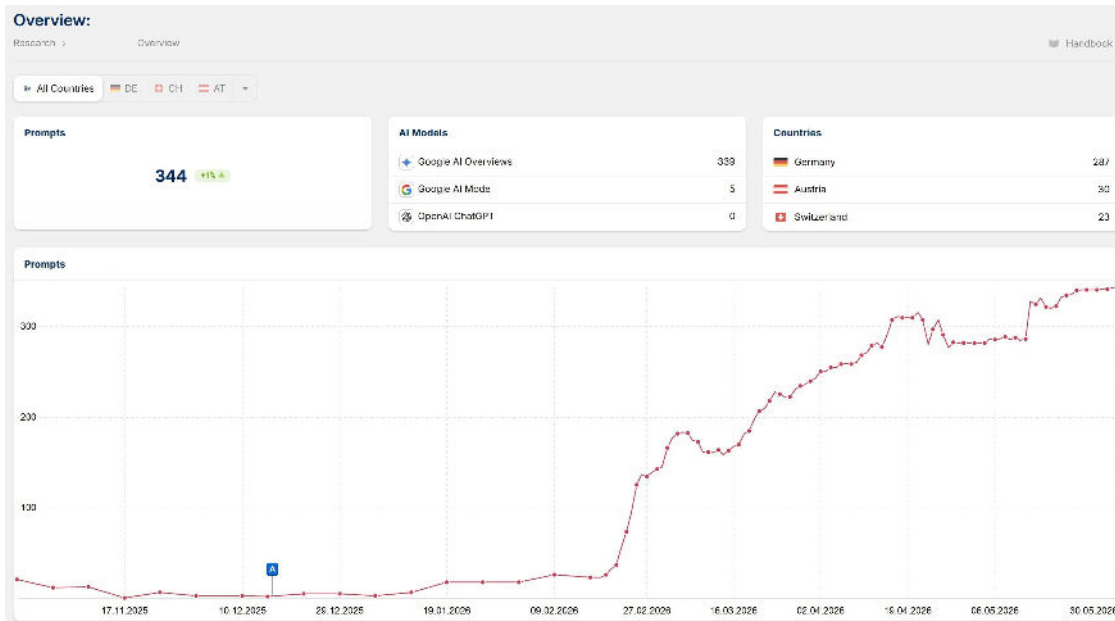 Overview:
Research > Overview
Handbook
All Countries DE CH AT
Prompts
344 +1%
AI Models
Google AI Overviews 339
Google AI Mode 5
OpenAI ChatGPT 0
Countries
Germany 287
Austria 30
Switzerland 23
Prompts
300
200
100
A
17.11.2025 10.12.2025 29.12.2025 19.01.2026 09.02.2026 27.02.2026 16.03.2026 02.04.2026 19.04.2026 06.05.2026 30.05.2026